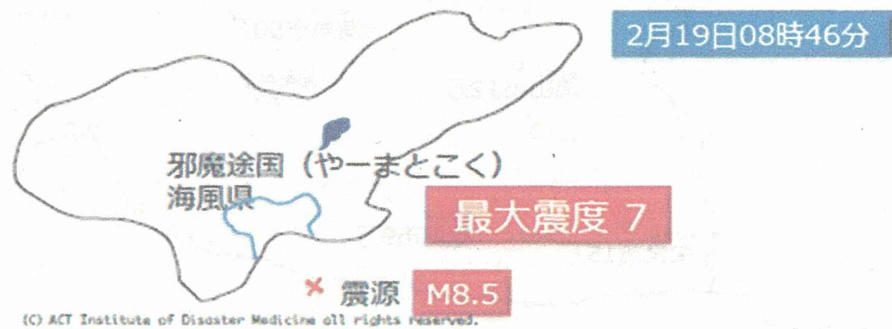 2月19日08時46分
邪魔途国（やーまとこく）
海風県
最大震度 7
震源 M8.5
(C) ACT Institute of Disaster Medicine all rights reserved.